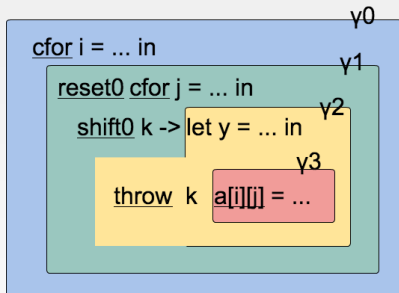 γ0
cfor i = ... in
γ1
reset0 cfor j = ... in
γ2
shift0 k -> let y = ... in
γ3
throw k a[i][j] = ...